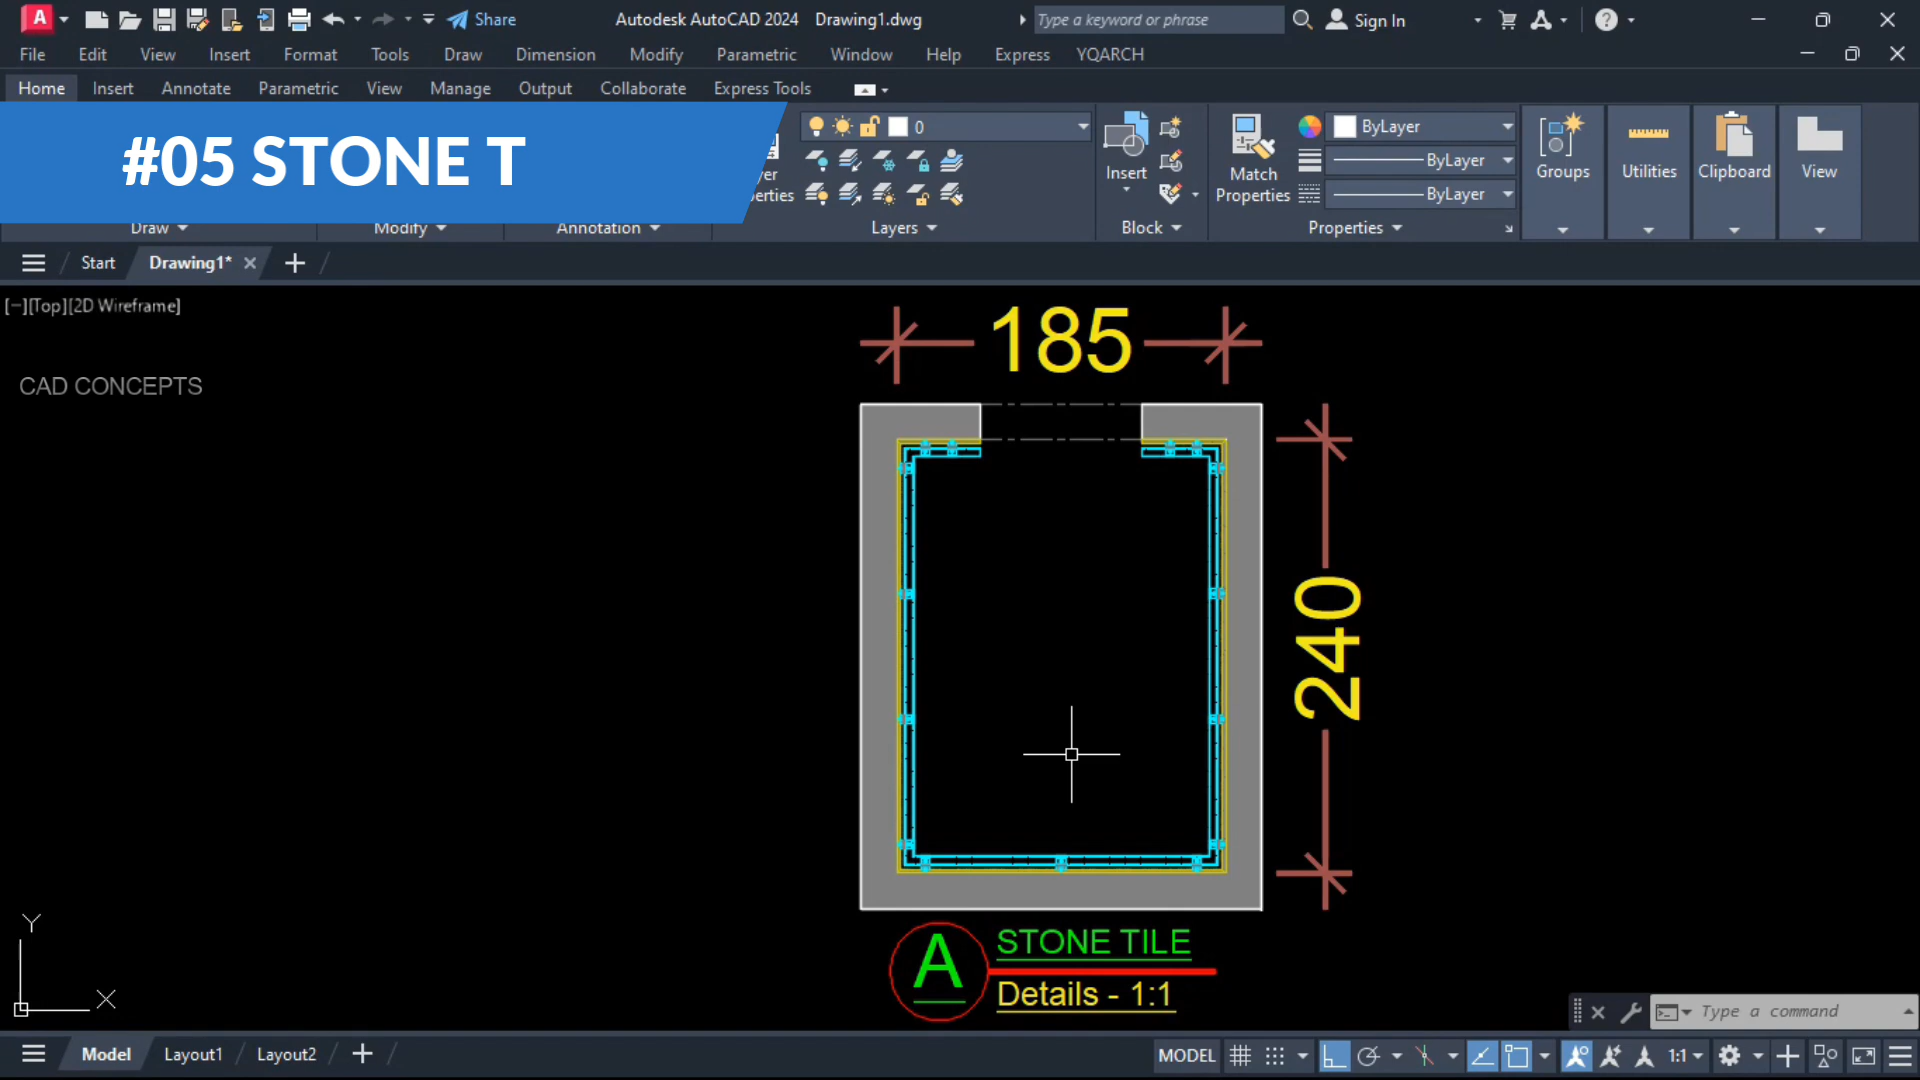 A Share Autodesk AutoCAD 2024 Drawing1.dwg Type a keyword or phrase Sign In
File Edit View Insert Format Tools Draw Dimension Modify Parametric Window Help Express YQARCH
Home Insert Annotate Parametric View Manage Output Collaborate Express Tools
#05 STONE T
0
ByLayer
ByLayer
ByLayer
yer
perties
Insert
Match
Properties
Groups Utilities Clipboard View
Draw Modify Annotation Layers Block Properties
Start Drawing1*
[−][Top][2D Wireframe]
185
CAD CONCEPTS
240
Y
X
A
STONE TILE
Details - 1:1
Type a command
Model Layout1 Layout2 MODEL 1:1